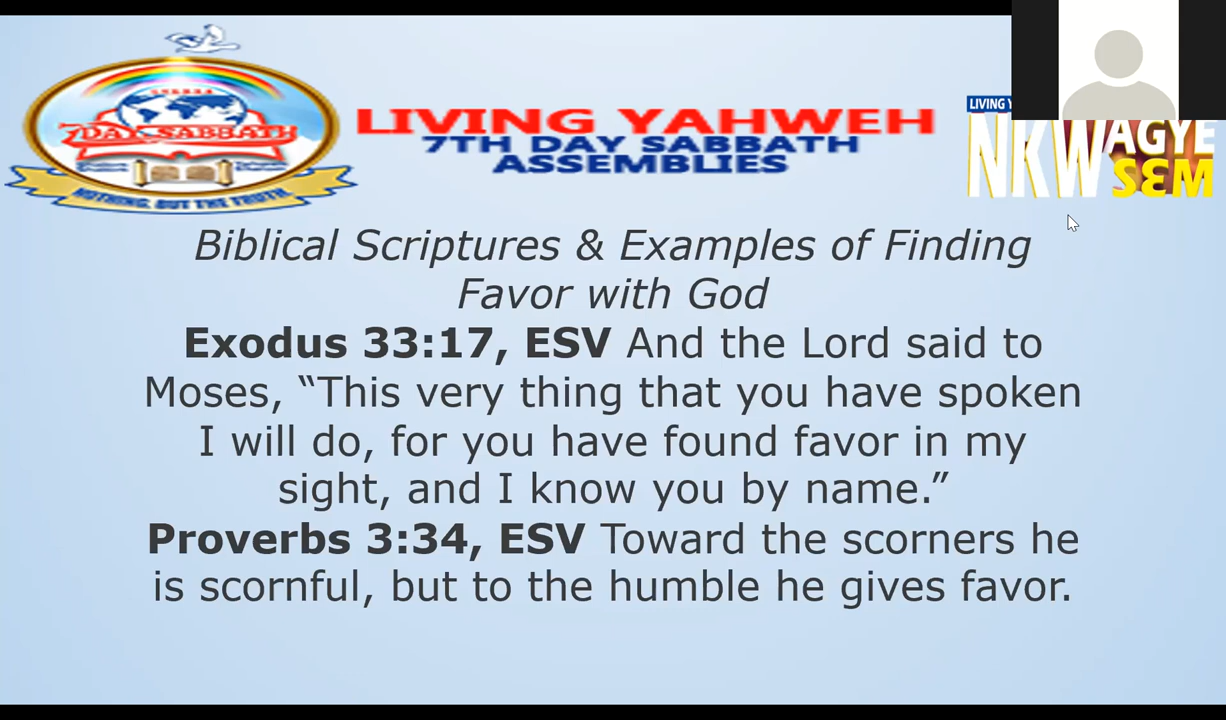 7DAY SABBATH
NOTHING BUT THE TRUTH
LIVING YAHWEH
7TH DAY SABBATH
ASSEMBLIES
LIVING Y
NKWAGYE
SƐM
Biblical Scriptures & Examples of Finding
Favor with God
Exodus 33:17, ESV And the Lord said to
Moses, “This very thing that you have spoken
I will do, for you have found favor in my
sight, and I know you by name.”
Proverbs 3:34, ESV Toward the scorners he
is scornful, but to the humble he gives favor.